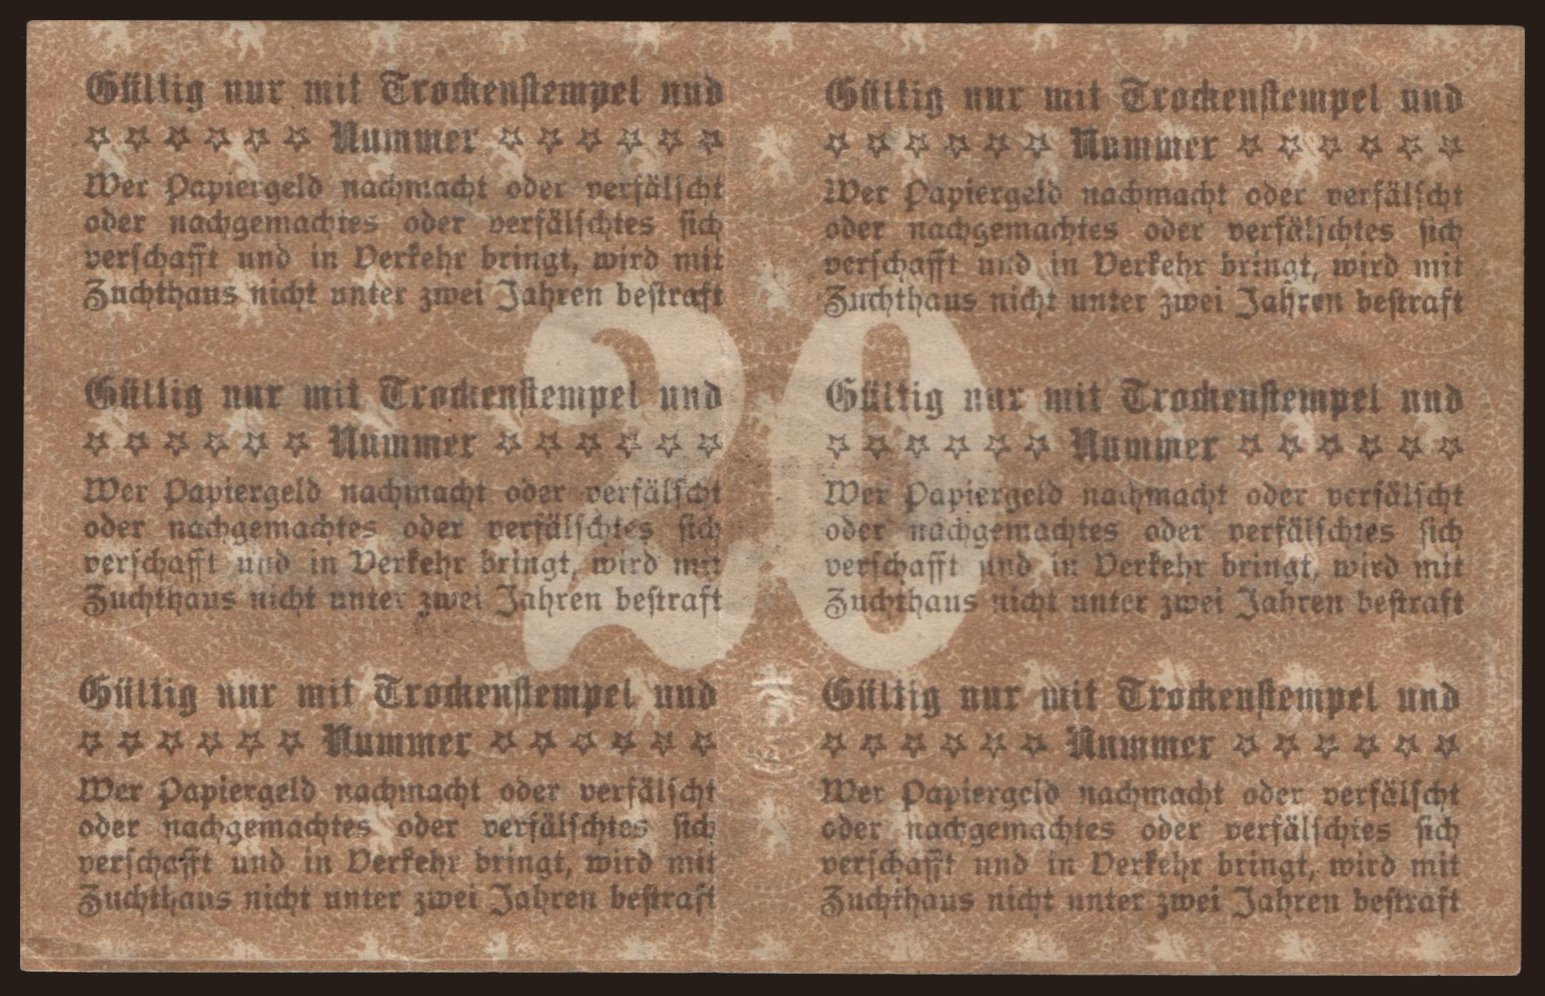 Gültig nur mit Trockenstempel und
☆ ☆ ☆ ☆ ☆ ☆ Nummer ☆ ☆ ☆ ☆ ☆ ☆
Wer Papiergeld nachmacht oder verfälscht
oder nachgemachtes oder verfälschtes sich
verschafft und in Verkehr bringt, wird mit
Zuchthaus nicht unter zwei Jahren bestraft
Gültig nur mit Trockenstempel und
☆ ☆ ☆ ☆ ☆ ☆ Nummer ☆ ☆ ☆ ☆ ☆ ☆
Wer Papiergeld nachmacht oder verfälscht
oder nachgemachtes oder verfälschtes sich
verschafft und in Verkehr bringt, wird mit
Zuchthaus nicht unter zwei Jahren bestraft
20
Gültig nur mit Trockenstempel und
☆ ☆ ☆ ☆ ☆ ☆ Nummer ☆ ☆ ☆ ☆ ☆ ☆
Wer Papiergeld nachmacht oder verfälscht
oder nachgemachtes oder verfälschtes sich
verschafft und in Verkehr bringt, wird mit
Zuchthaus nicht unter zwei Jahren bestraft
Gültig nur mit Trockenstempel und
☆ ☆ ☆ ☆ ☆ ☆ Nummer ☆ ☆ ☆ ☆ ☆ ☆
Wer Papiergeld nachmacht oder verfälscht
oder nachgemachtes oder verfälschtes sich
verschafft und in Verkehr bringt, wird mit
Zuchthaus nicht unter zwei Jahren bestraft
Gültig nur mit Trockenstempel und
☆ ☆ ☆ ☆ ☆ ☆ Nummer ☆ ☆ ☆ ☆ ☆ ☆
Wer Papiergeld nachmacht oder verfälscht
oder nachgemachtes oder verfälschtes sich
verschafft und in Verkehr bringt, wird mit
Zuchthaus nicht unter zwei Jahren bestraft
Gültig nur mit Trockenstempel und
☆ ☆ ☆ ☆ ☆ ☆ Nummer ☆ ☆ ☆ ☆ ☆ ☆
Wer Papiergeld nachmacht oder verfälscht
oder nachgemachtes oder verfälschtes sich
verschafft und in Verkehr bringt, wird mit
Zuchthaus nicht unter zwei Jahren bestraft